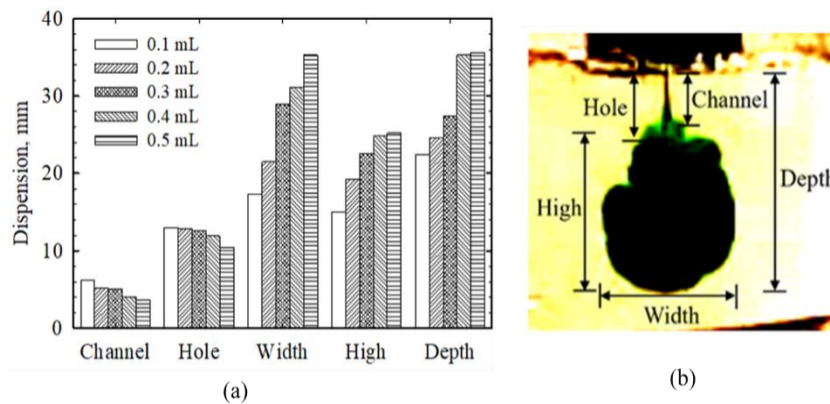 40
30
20
10
0
Dispension, mm
0.1 mL
0.2 mL
0.3 mL
0.4 mL
0.5 mL
Channel Hole Width High Depth
(a)
Hole
Channel
High
Depth
Width
(b)